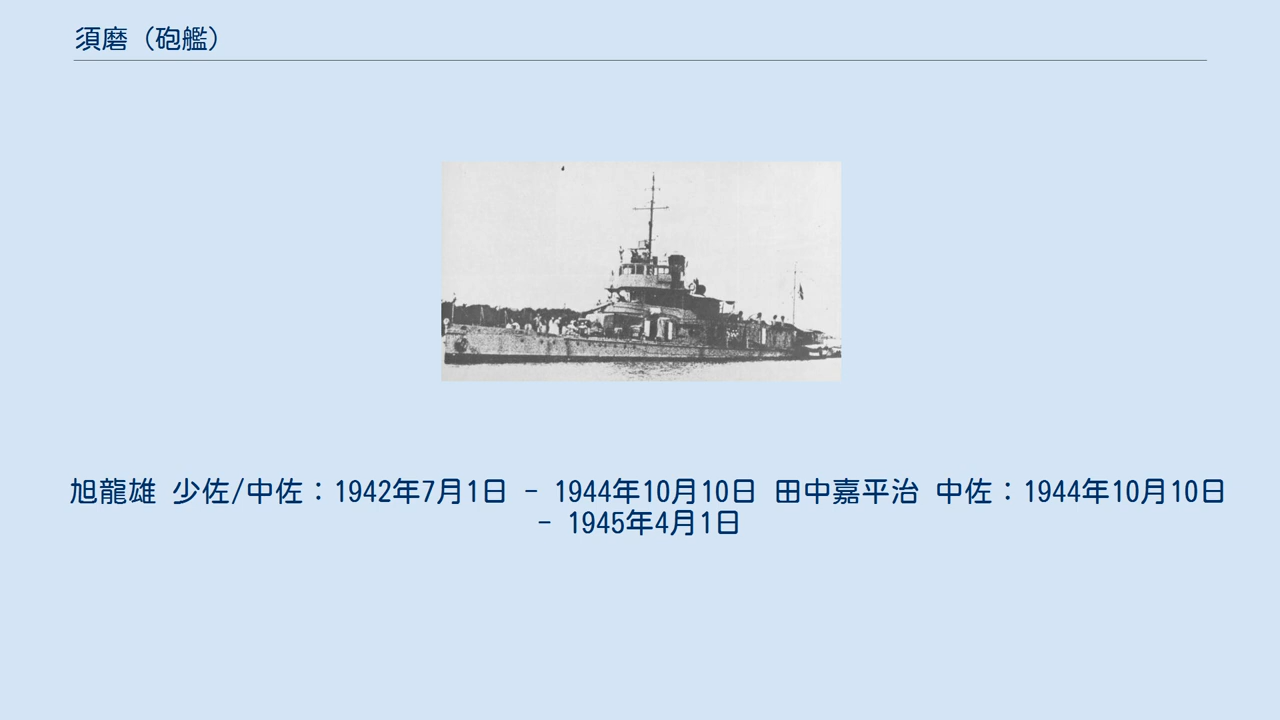 須磨（砲艦）
旭龍雄 少佐/中佐：1942年7月1日 － 1944年10月10日 田中嘉平治 中佐：1944年10月10日
－ 1945年4月1日